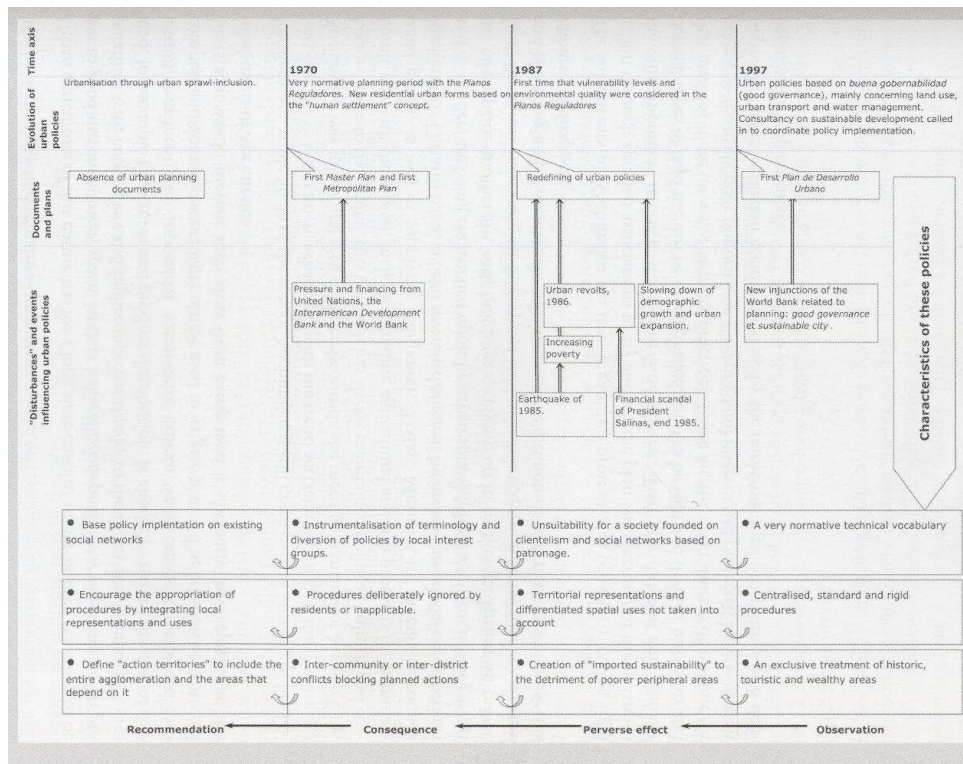 Time axis
1970
1987
1997
Evolution of
urban
policies
Urbanisation through urban sprawl-inclusion.
Very normative planning period with the Planos
Reguladores. New residential urban forms based on
the "human settlement" concept.
First time that vulnerability levels and
environmental quality were considered in the
Planos Reguladores
Urban policies based on buena gobernabilidad
(good governance), mainly concerning land use,
urban transport and water management.
Consultancy on sustainable development called
in to coordinate policy implementation.
Documents
and plans
Absence of urban planning
documents
First Master Plan and first
Metropolitan Plan
Redefining of urban policies
First Plan de Desarrollo
Urbano
"Disturbances" and events
influencing urban policies
Pressure and financing from
United Nations, the
Interamerican Development
Bank and the World Bank
Urban revolts,
1986.
Slowing down of
demographic
growth and urban
expansion.
Increasing
poverty
Earthquake of
1985.
Financial scandal
of President
Salinas, end 1985.
New injunctions of the
World Bank related to
planning: good governance
et sustainable city .
Characteristics of these policies
• Base policy implentation on existing
social networks
• Instrumentalisation of terminology and
diversion of policies by local interest
groups.
• Unsuitability for a society founded on
clientelism and social networks based on
patronage.
• A very normative technical vocabulary
• Encourage the appropriation of
procedures by integrating local
representations and uses
• Procedures deliberately ignored by
residents or inapplicable.
• Territorial representations and
differentiated spatial uses not taken into
account
• Centralised, standard and rigid
procedures
• Define "action territories" to include the
entire agglomeration and the areas that
depend on it
• Inter-community or inter-district
conflicts blocking planned actions
• Creation of "imported sustainability" to
the detriment of poorer peripheral areas
• An exclusive treatment of historic,
touristic and wealthy areas
Recommendation
Consequence
Perverse effect
Observation